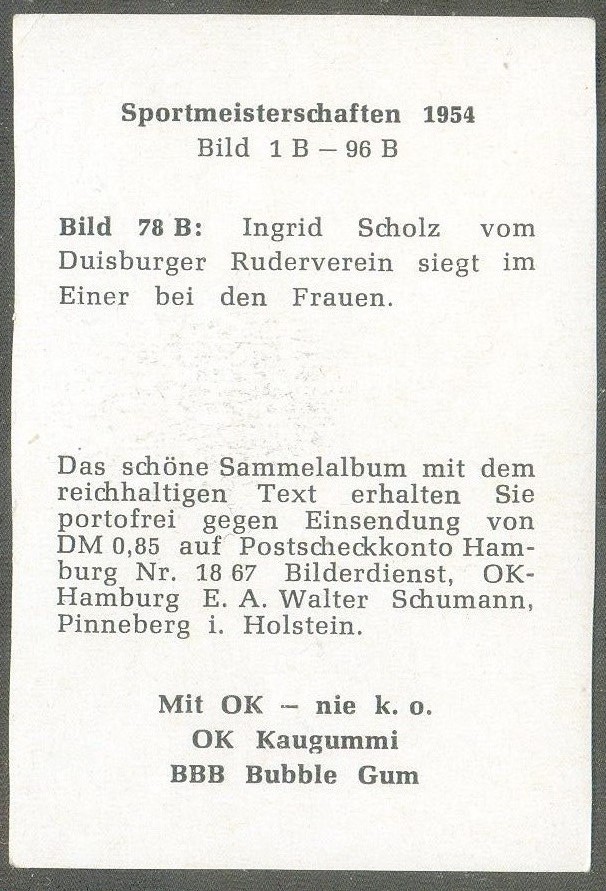 Sportmeisterschaften 1954
Bild 1 B – 96 B
Bild 78 B: Ingrid Scholz vom
Duisburger Ruderverein siegt im
Einer bei den Frauen.
Das schöne Sammelalbum mit dem
reichhaltigen Text erhalten Sie
portofrei gegen Einsendung von
DM 0,85 auf Postscheckkonto Ham-
burg Nr. 18 67 Bilderdienst, OK-
Hamburg E. A. Walter Schumann,
Pinneberg i. Holstein.
Mit OK – nie k. o.
OK Kaugummi
BBB Bubble Gum